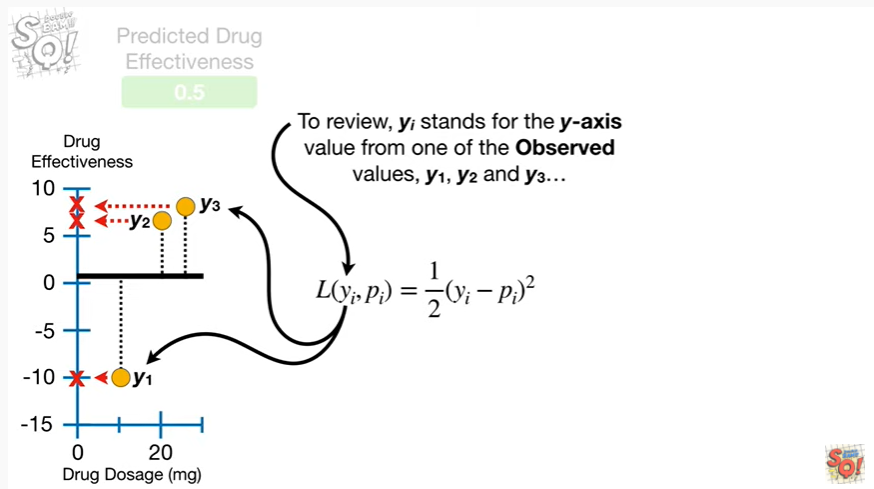 SQ!
Predicted Drug
Effectiveness
0.5
To review, yᵢ stands for the y-axis
value from one of the Observed
values, y₁, y₂ and y₃...
Drug
Effectiveness
10
y₃
y₂
5
0
L(yᵢ, pᵢ) = 1/2 (yᵢ − pᵢ)²
-5
-10
y₁
-15
0
20
Drug Dosage (mg)
SQ!